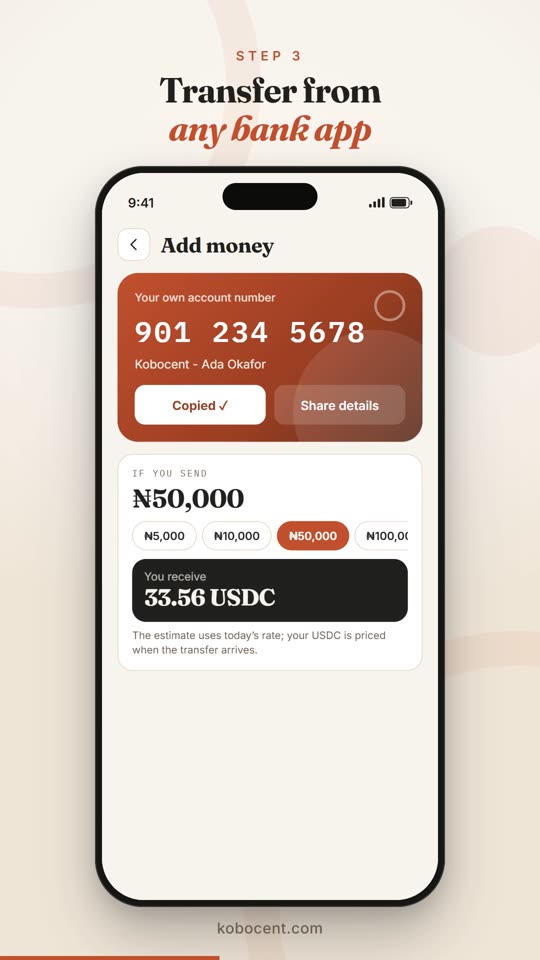 STEP 3
Transfer from
any bank app
9:41
Add money
Your own account number
901 234 5678
Kobocent - Ada Okafor
Copied ✓
Share details
IF YOU SEND
₦50,000
₦5,000
₦10,000
₦50,000
₦100,00
You receive
33.56 USDC
The estimate uses today's rate; your USDC is priced
when the transfer arrives.
kobocent.com